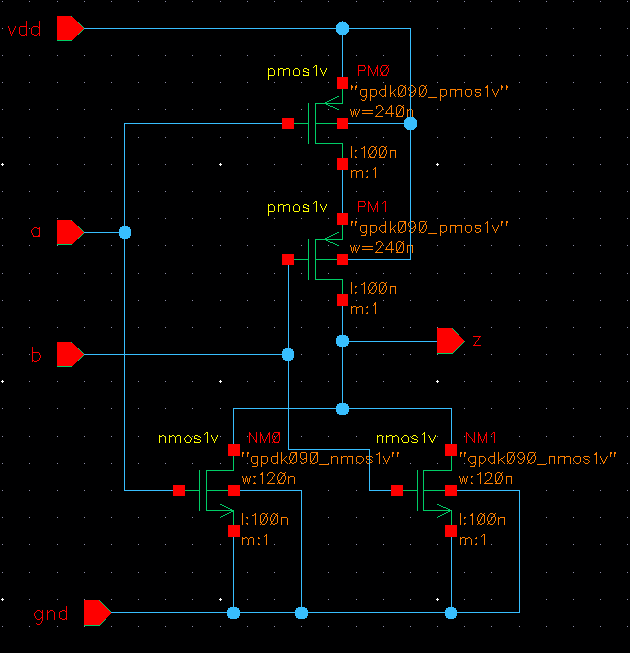 vdd
pmos1v PM0
"gpdk090_pmos1v"
w=240n
l:100n
m:1
pmos1v PM1
a
"gpdk090_pmos1v"
w=240n
l:100n
m:1
z
b
nmos1v NM0 nmos1v NM1
"gpdk090_nmos1v" "gpdk090_nmos1v"
w:120n w:120n
l:100n l:100n
m:1 m:1
gnd